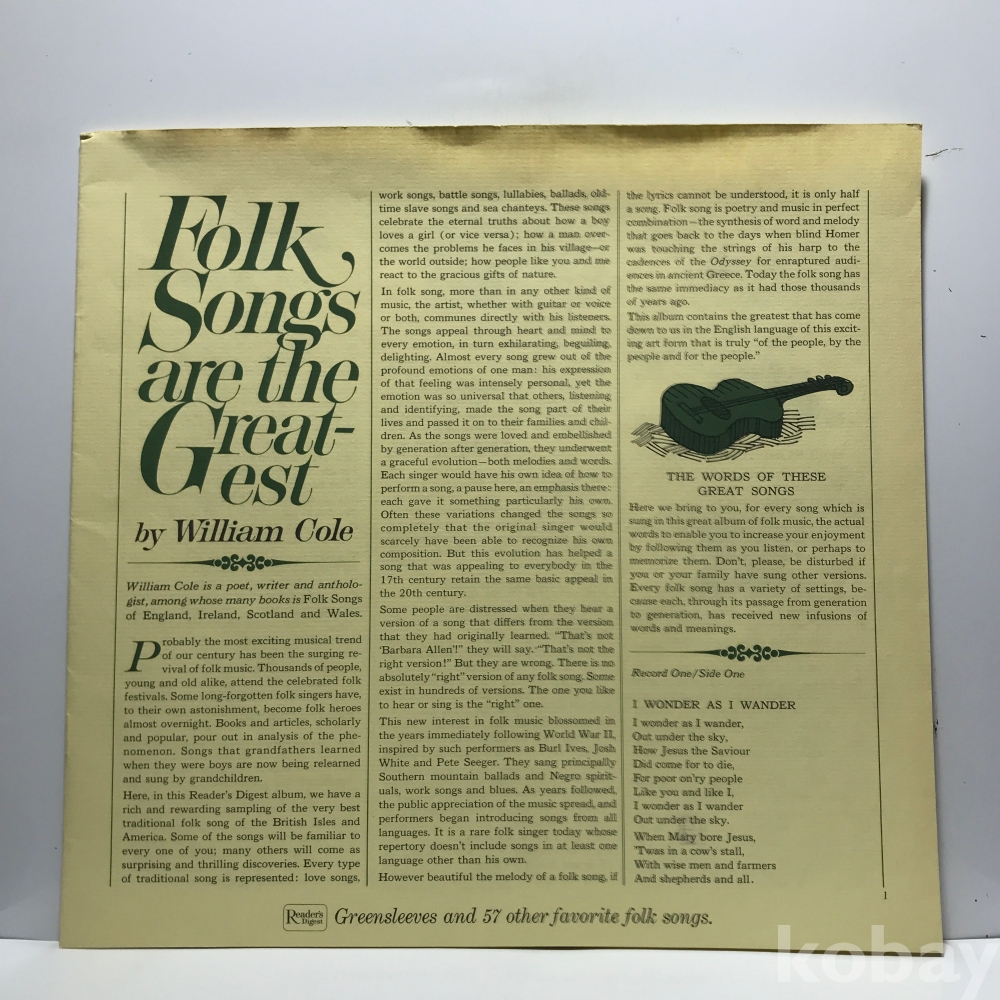 Folk
Songs
are the
Great-
est
by William Cole
William Cole is a poet, writer and antholo-
gist, among whose many books is Folk Songs
of England, Ireland, Scotland and Wales.
Probably the most exciting musical trend
of our century has been the surging re-
vival of folk music. Thousands of people,
young and old alike, attend the celebrated folk
festivals. Some long-forgotten folk singers have,
to their own astonishment, become folk heroes
almost overnight. Books and articles, scholarly
and popular, pour out in analysis of the phe-
nomenon. Songs that grandfathers learned
when they were boys are now being relearned
and sung by grandchildren.
Here, in this Reader's Digest album, we have a
rich and rewarding sampling of the very best
traditional folk song of the British Isles and
America. Some of the songs will be familiar to
every one of you; many others will come as
surprising and thrilling discoveries. Every type
of traditional song is represented: love songs,
work songs, battle songs, lullabies, ballads, old-
time slave songs and sea chanteys. These songs
celebrate the eternal truths about how a boy
loves a girl (or vice versa); how a man over-
comes the problems he faces in his village—or
the world outside; how people like you and me
react to the gracious gifts of nature.
In folk song, more than in any other kind of
music, the artist, whether with guitar or voice
or both, communes directly with his listeners.
The songs appeal through heart and mind to
every emotion, in turn exhilarating, beguiling,
delighting. Almost every song grew out of the
profound emotions of one man: his expression
of that feeling was intensely personal, yet the
emotion was so universal that others, listening
and identifying, made the song part of their
lives and passed it on to their families and chil-
dren. As the songs were loved and embellished
by generation after generation, they underwent
a graceful evolution—both melodies and words.
Each singer would have his own idea of how to
perform a song, a pause here, an emphasis there:
each gave it something particularly his own.
Often these variations changed the songs so
completely that the original singer would
scarcely have been able to recognize his own
composition. But this evolution has helped a
song that was appealing to everybody in the
17th century retain the same basic appeal in
the 20th century.
Some people are distressed when they hear a
version of a song that differs from the version
that they had originally learned. "That's not
'Barbara Allen'!" they will say. "That's not the
right version!" But they are wrong. There is no
absolutely "right" version of any folk song. Some
exist in hundreds of versions. The one you like
to hear or sing is the "right" one.
This new interest in folk music blossomed in
the years immediately following World War II,
inspired by such performers as Burl Ives, Josh
White and Pete Seeger. They sang principally
Southern mountain ballads and Negro spirit-
uals, work songs and blues. As years followed,
the public appreciation of the music spread, and
performers began introducing songs from all
languages. It is a rare folk singer today whose
repertory doesn't include songs in at least one
language other than his own.
However beautiful the melody of a folk song, if
the lyrics cannot be understood, it is only half
a song. Folk song is poetry and music in perfect
combination—the synthesis of word and melody
that goes back to the days when blind Homer
was touching the strings of his harp to the
cadences of the Odyssey for enraptured audi-
ences in ancient Greece. Today the folk song has
the same immediacy as it had those thousands
of years ago.
This album contains the greatest that has come
down to us in the English language of this excit-
ing art form that is truly "of the people, by the
people and for the people."
THE WORDS OF THESE
GREAT SONGS
Here we bring to you, for every song which is
sung in this great album of folk music, the actual
words to enable you to increase your enjoyment
by following them as you listen, or perhaps to
memorize them. Don't, please, be disturbed if
you or your family have sung other versions.
Every folk song has a variety of settings, be-
cause each, through its passage from generation
to generation, has received new infusions of
words and meanings.
Record One/Side One
I WONDER AS I WANDER
I wonder as I wander,
Out under the sky,
How Jesus the Saviour
Did come for to die,
For poor on'ry people
Like you and like I,
I wonder as I wander
Out under the sky.
When Mary bore Jesus,
'Twas in a cow's stall,
With wise men and farmers
And shepherds and all.
1
Reader's
Digest
Greensleeves and 57 other favorite folk songs.
kobay